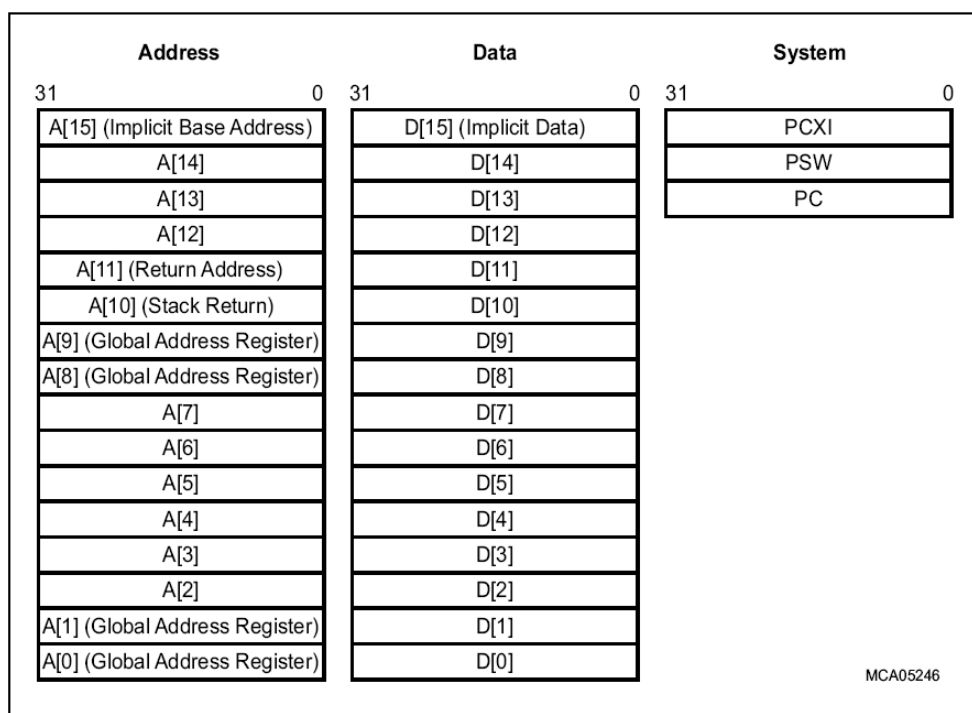 Address Data System
31 0 31 0 31 0
A[15] (Implicit Base Address) D[15] (Implicit Data) PCXI
A[14] D[14] PSW
A[13] D[13] PC
A[12] D[12]
A[11] (Return Address) D[11]
A[10] (Stack Return) D[10]
A[9] (Global Address Register) D[9]
A[8] (Global Address Register) D[8]
A[7] D[7]
A[6] D[6]
A[5] D[5]
A[4] D[4]
A[3] D[3]
A[2] D[2]
A[1] (Global Address Register) D[1]
A[0] (Global Address Register) D[0]
MCA05246